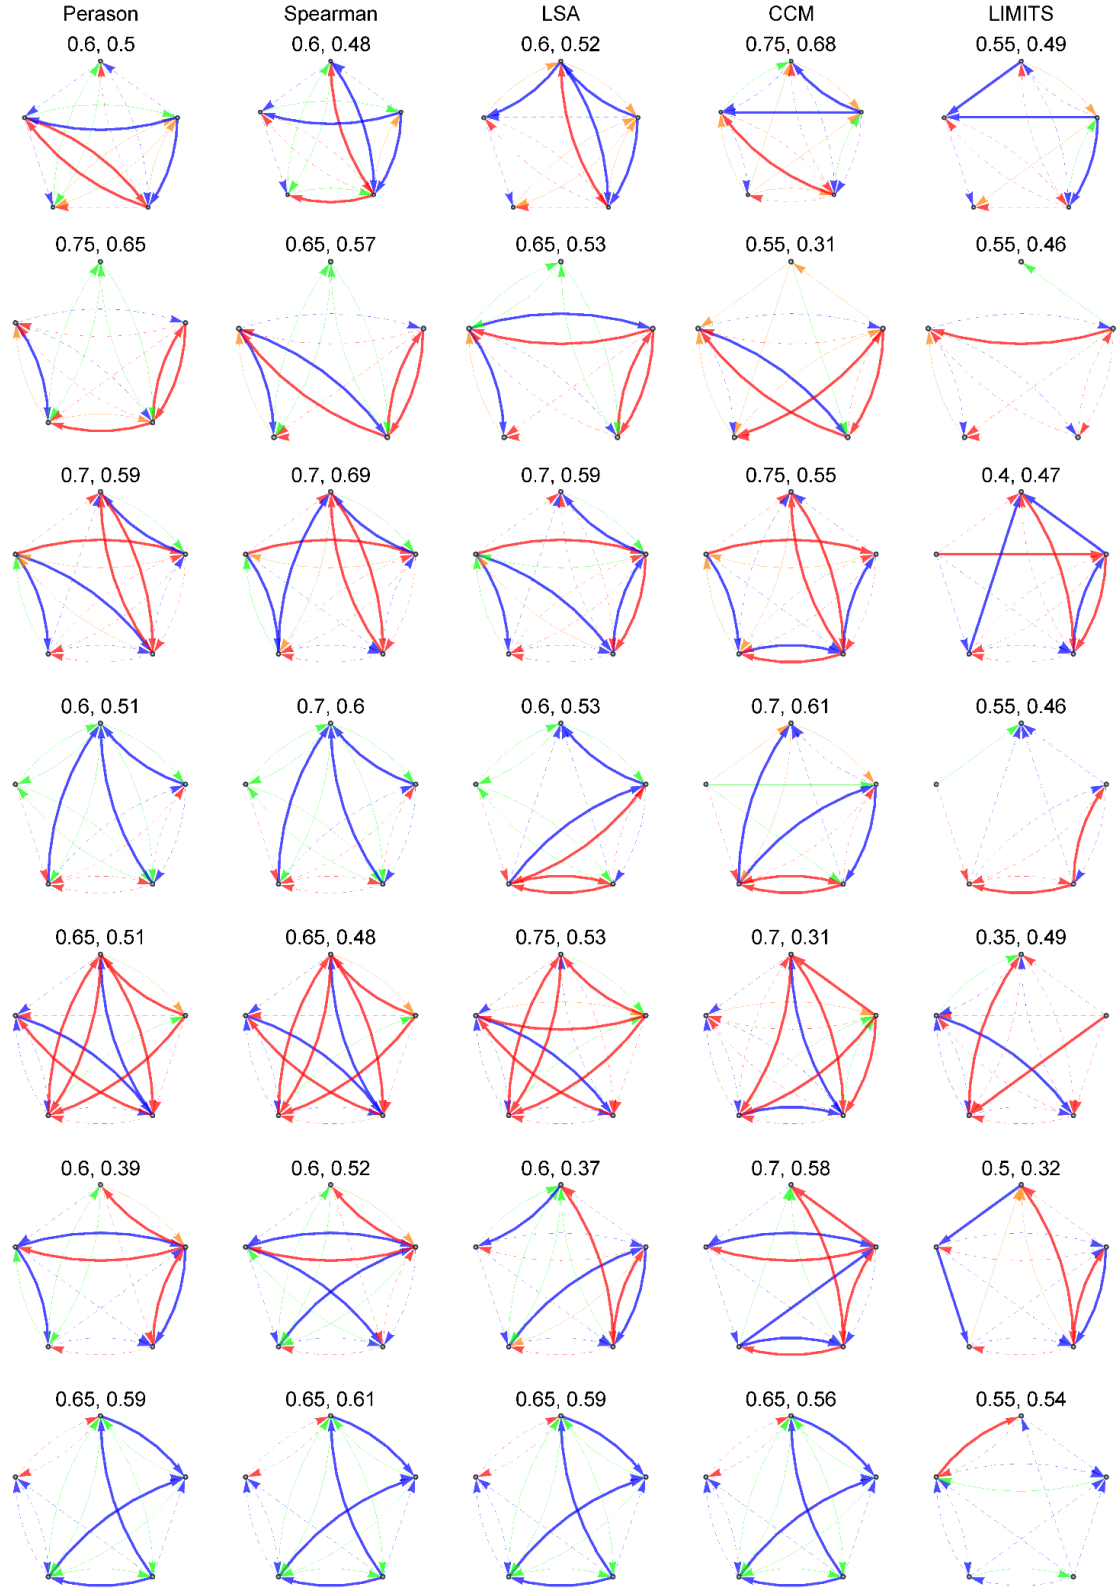 Perason Spearman LSA CCM LIMITS
0.6, 0.5 0.6, 0.48 0.6, 0.52 0.75, 0.68 0.55, 0.49
0.75, 0.65 0.65, 0.57 0.65, 0.53 0.55, 0.31 0.55, 0.46
0.7, 0.59 0.7, 0.69 0.7, 0.59 0.75, 0.55 0.4, 0.47
0.6, 0.51 0.7, 0.6 0.6, 0.53 0.7, 0.61 0.55, 0.46
0.65, 0.51 0.65, 0.48 0.75, 0.53 0.7, 0.31 0.35, 0.49
0.6, 0.39 0.6, 0.52 0.6, 0.37 0.7, 0.58 0.5, 0.32
0.65, 0.59 0.65, 0.61 0.65, 0.59 0.65, 0.56 0.55, 0.54